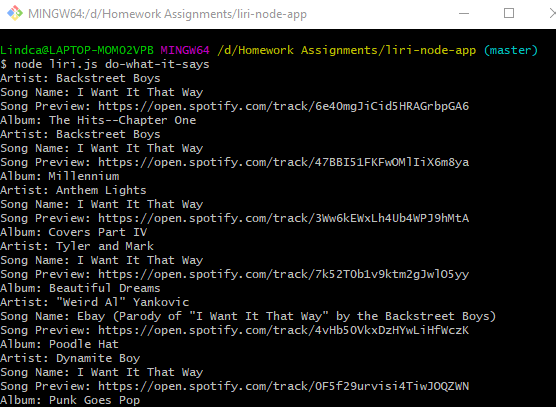 MINGW64:/d/Homework Assignments/liri-node-app
Lindca@LAPTOP-MOMO2VPB MINGW64 /d/Homework Assignments/liri-node-app (master)
$ node liri.js do-what-it-says
Artist: Backstreet Boys
Song Name: I Want It That Way
Song Preview: https://open.spotify.com/track/6e40mgJiCid5HRAGrbpGA6
Album: The Hits--Chapter One
Artist: Backstreet Boys
Song Name: I Want It That Way
Song Preview: https://open.spotify.com/track/47BBI51FKFwOMlIiX6m8ya
Album: Millennium
Artist: Anthem Lights
Song Name: I Want It That Way
Song Preview: https://open.spotify.com/track/3Ww6kEWxLh4Ub4WPJ9hMtA
Album: Covers Part IV
Artist: Tyler and Mark
Song Name: I Want It That Way
Song Preview: https://open.spotify.com/track/7k52T0b1v9ktm2gJwlO5yy
Album: Beautiful Dreams
Artist: "Weird Al" Yankovic
Song Name: Ebay (Parody of "I Want It That Way" by the Backstreet Boys)
Song Preview: https://open.spotify.com/track/4vHb5OVkxDzHYwLiHfWczK
Album: Poodle Hat
Artist: Dynamite Boy
Song Name: I Want It That Way
Song Preview: https://open.spotify.com/track/OF5f29urvisi4TiwJOQZWN
Album: Punk Goes Pop